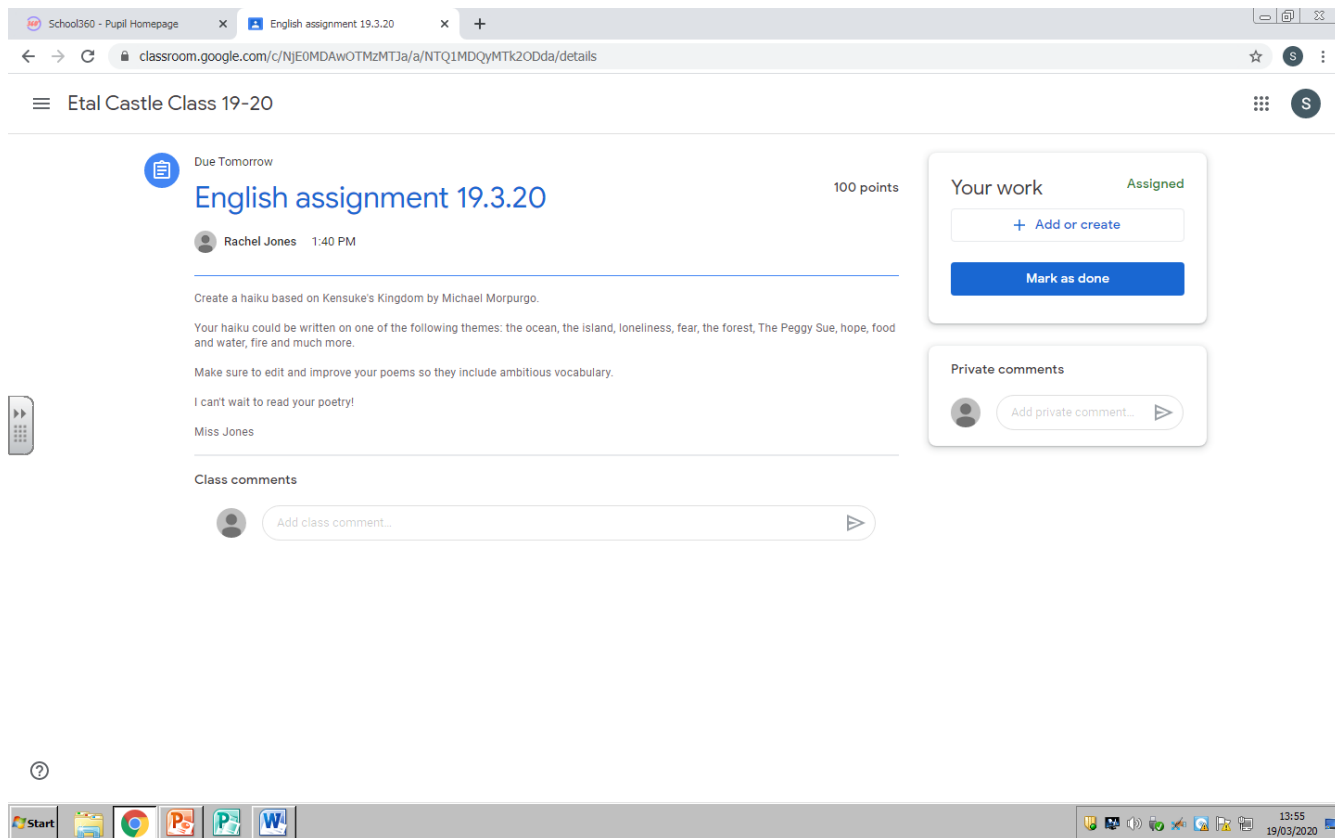 School360 - Pupil Homepage
English assignment 19.3.20
classroom.google.com/c/NjE0MDAwOTMzMTJa/a/NTQ1MDQyMTk2ODda/details
S
Etal Castle Class 19-20
S
Due Tomorrow
English assignment 19.3.20
100 points
Rachel Jones 1:40 PM
Create a haiku based on Kensuke's Kingdom by Michael Morpurgo.
Your haiku could be written on one of the following themes: the ocean, the island, loneliness, fear, the forest, The Peggy Sue, hope, food
and water, fire and much more.
Make sure to edit and improve your poems so they include ambitious vocabulary.
I can't wait to read your poetry!
Miss Jones
Class comments
Add class comment...
Your work
Assigned
+ Add or create
Mark as done
Private comments
Add private comment...
Start
13:55
19/03/2020